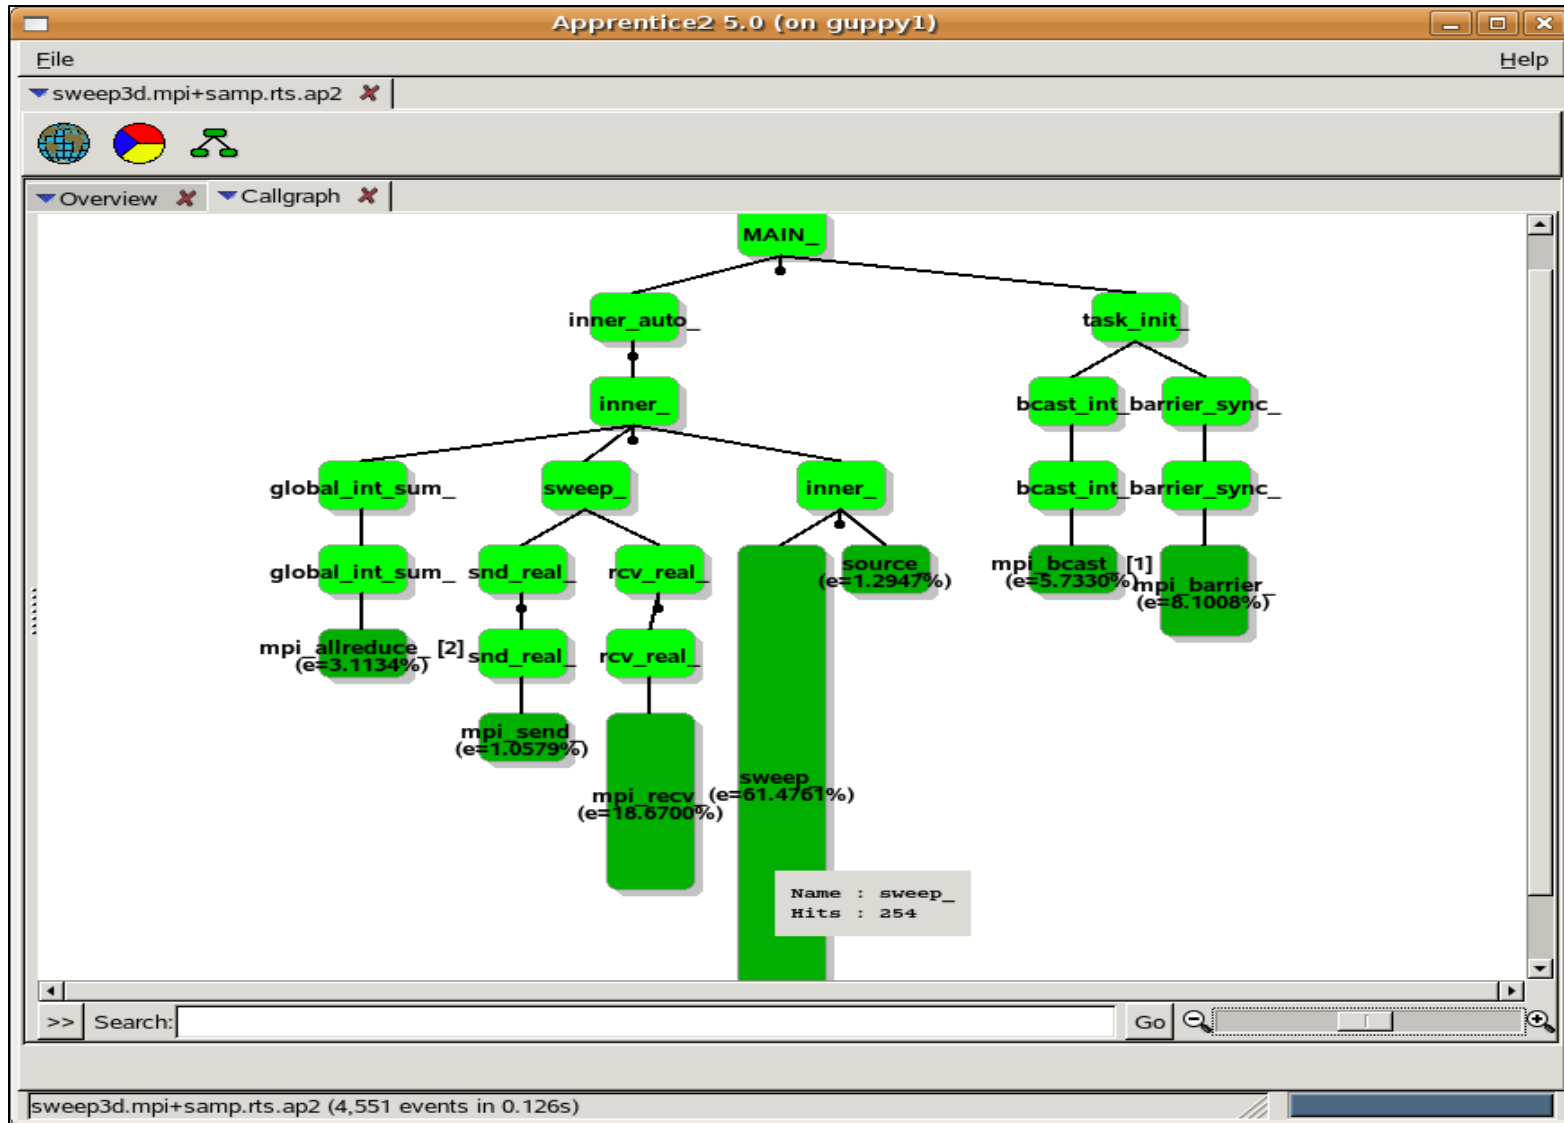 Apprentice2 5.0 (on guppy1)
File
Help
sweep3d.mpi+samp.rts.ap2
Overview
Callgraph
MAIN_
inner_auto_
task_init_
inner_
bcast_int_
barrier_sync_
global_int_sum_
sweep_
inner_
bcast_int_
barrier_sync_
global_int_sum_
snd_real_
rcv_real_
source_
(e=1.2947%)
mpi_bcast_ [1]
(e=5.7330%)
mpi_barrier_
(e=8.1008%)
mpi_allreduce_ [2]
(e=3.1134%)
snd_real_
rcv_real_
mpi_send_
(e=1.0579%)
mpi_recv_
(e=18.6700%)
sweep_
(e=61.4761%)
Name : sweep_
Hits : 254
>>
Search:
Go
sweep3d.mpi+samp.rts.ap2 (4,551 events in 0.126s)